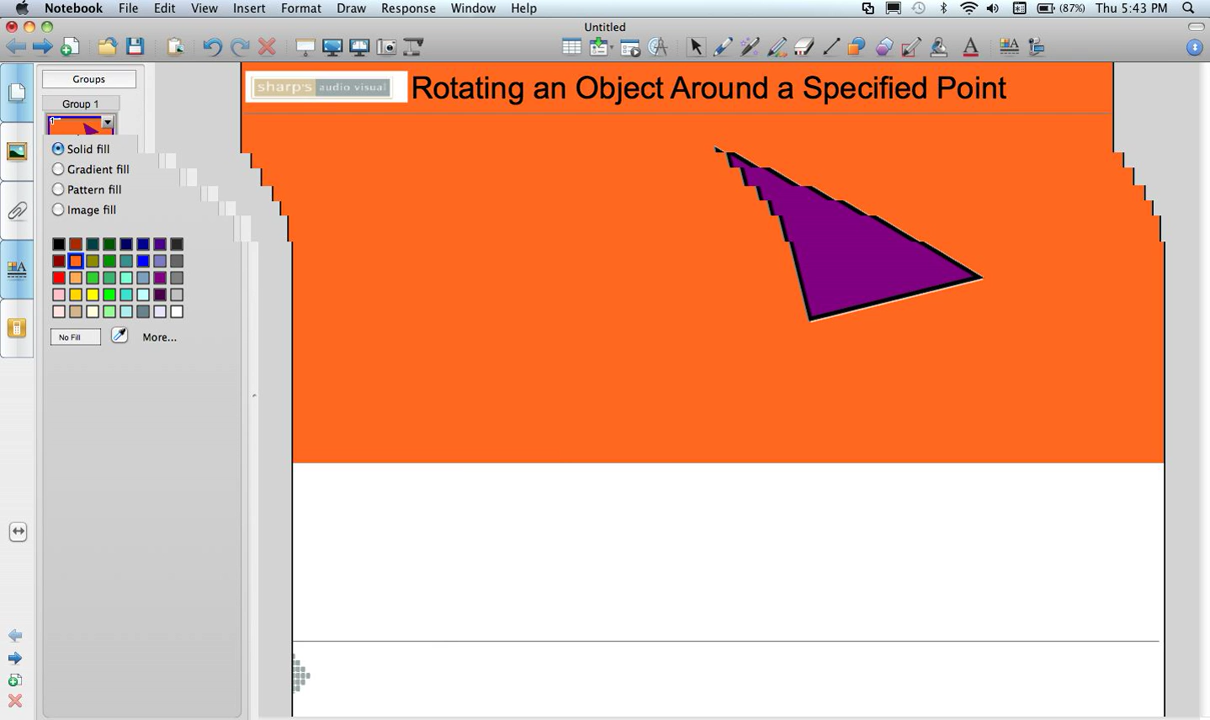 Notebook File Edit View Insert Format Draw Response Window Help (87%) Thu 5:43 PM
Untitled
Groups
sharp's audio visual Rotating an Object Around a Specified Point
Group 1
Solid fill
Gradient fill
Pattern fill
Image fill
No Fill More...